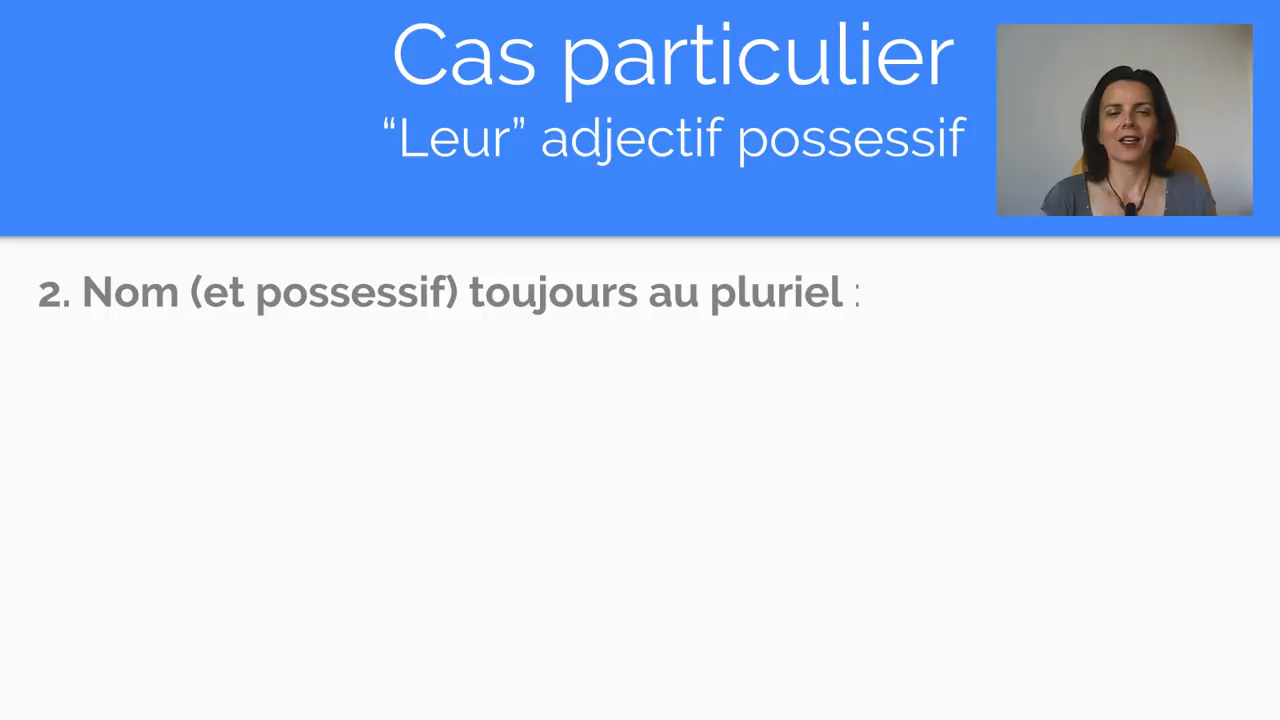 Cas particulier
“Leur” adjectif possessif
2. Nom (et possessif) toujours au pluriel :